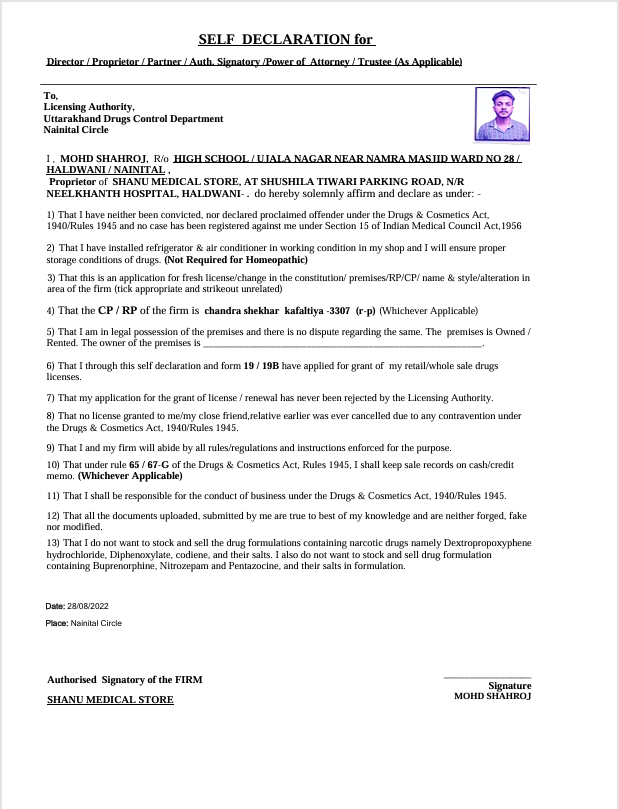 SELF DECLARATION for
Director / Proprietor / Partner / Auth. Signatory /Power of Attorney / Trustee (As Applicable)
To,
Licensing Authority,
Uttarakhand Drugs Control Department
Nainital Circle
I , MOHD SHAHROJ, R/o HIGH SCHOOL / UJALA NAGAR NEAR NAMRA MASJID WARD NO 28 /
HALDWANI / NAINITAL ,
Proprietor of SHANU MEDICAL STORE, AT SHUSHILA TIWARI PARKING ROAD, N/R
NEELKHANTH HOSPITAL, HALDWANI- . do hereby solemnly affirm and declare as under: -
1) That I have neither been convicted, nor declared proclaimed offender under the Drugs & Cosmetics Act,
1940/Rules 1945 and no case has been registered against me under Section 15 of Indian Medical Council Act,1956
2) That I have installed refrigerator & air conditioner in working condition in my shop and I will ensure proper
storage conditions of drugs. (Not Required for Homeopathic)
3) That this is an application for fresh license/change in the constitution/ premises/RP/CP/ name & style/alteration in
area of the firm (tick appropriate and strikeout unrelated)
4) That the CP / RP of the firm is chandra shekhar kafaltiya -3307 (r-p) (Whichever Applicable)
5) That I am in legal possession of the premises and there is no dispute regarding the same. The premises is Owned /
Rented. The owner of the premises is ______________________________.
6) That I through this self declaration and form 19 / 19B have applied for grant of my retail/whole sale drugs
licenses.
7) That my application for the grant of license / renewal has never been rejected by the Licensing Authority.
8) That no license granted to me/my close friend,relative earlier was ever cancelled due to any contravention under
the Drugs & Cosmetics Act, 1940/Rules 1945.
9) That I and my firm will abide by all rules/regulations and instructions enforced for the purpose.
10) That under rule 65 / 67-G of the Drugs & Cosmetics Act, Rules 1945, I shall keep sale records on cash/credit
memo. (Whichever Applicable)
11) That I shall be responsible for the conduct of business under the Drugs & Cosmetics Act, 1940/Rules 1945.
12) That all the documents uploaded, submitted by me are true to best of my knowledge and are neither forged, fake
nor modified.
13) That I do not want to stock and sell the drug formulations containing narcotic drugs namely Dextropropoxyphene
hydrochloride, Diphenoxylate, codiene, and their salts. I also do not want to stock and sell drug formulation
containing Buprenorphine, Nitrozepam and Pentazocine, and their salts in formulation.
Date: 28/08/2022
Place: Nainital Circle
Authorised Signatory of the FIRM
SHANU MEDICAL STORE
Signature
MOHD SHAHROJ